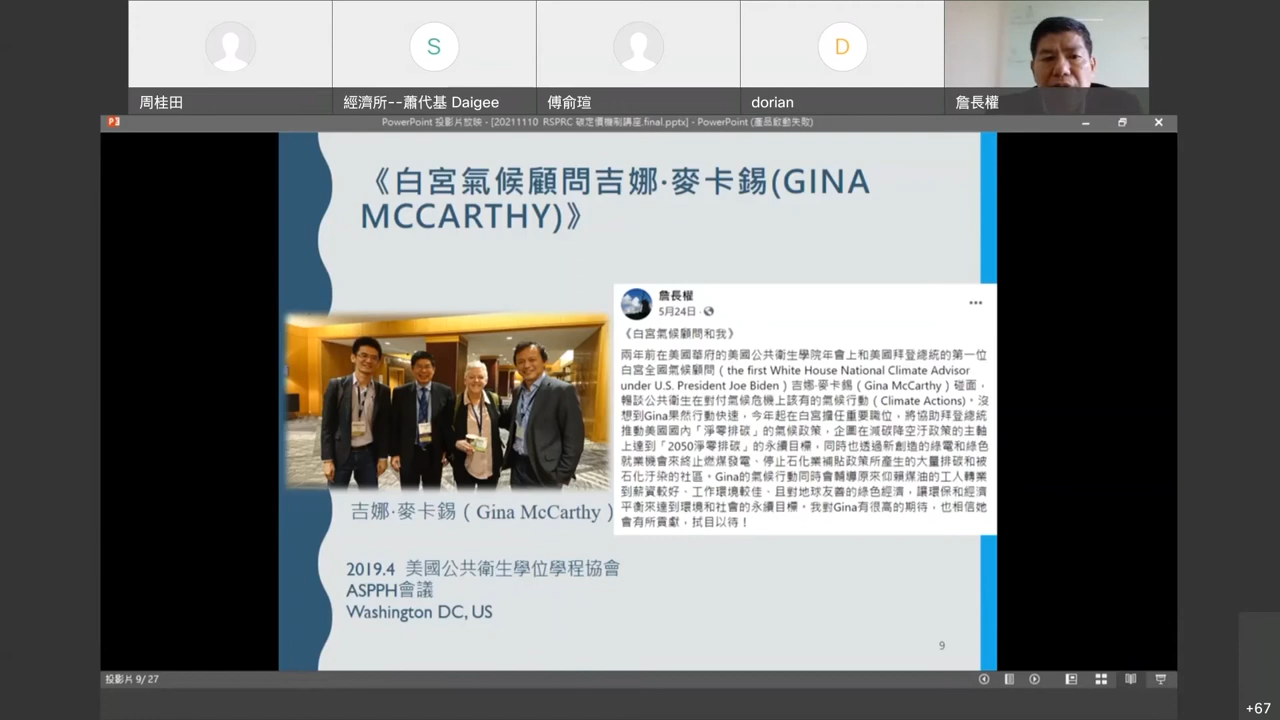 S
D
周桂田
經濟所--蕭代基 Daigee
傅俞瑄
dorian
詹長權
PowerPoint 投影片放映 - [20211110 RSPRC 碳定價機制講座.final.pptx] - PowerPoint (產品啟動失敗)
《白宮氣候顧問吉娜·麥卡錫(GINA
MCCARTHY)》
詹長權
5月24日
《白宮氣候顧問和我》
兩年前在美國華府的美國公共衛生學院年會上和美國拜登總統的第一位
白宮全國氣候顧問（the first White House National Climate Advisor
under U.S. President Joe Biden）吉娜·麥卡錫（Gina McCarthy）碰面，
暢談公共衛生在對付氣候危機上該有的氣候行動（Climate Actions)。沒
想到Gina果然行動快速，今年起在白宮擔任重要職位，將協助拜登總統
推動美國國內「淨零排碳」的氣候政策，企圖在減碳降空汙政策的主軸
上達到「2050淨零排碳」的永續目標，同時也透過新創造的綠電和綠色
就業機會來終止燃煤發電、停止石化業補貼政策所產生的大量排碳和被
石化汙染的社區。Gina的氣候行動同時會輔導原來仰賴煤油的工人轉業
到薪資較好、工作環境較佳、且對地球友善的綠色經濟，讓環保和經濟
平衡來達到環境和社會的永續目標。我對Gina有很高的期待，也相信她
會有所貢獻，拭目以待！
吉娜·麥卡錫（Gina McCarthy）
2019.4 美國公共衛生學位學程協會
ASPPH會議
Washington DC, US
9
投影片 9/ 27
+67